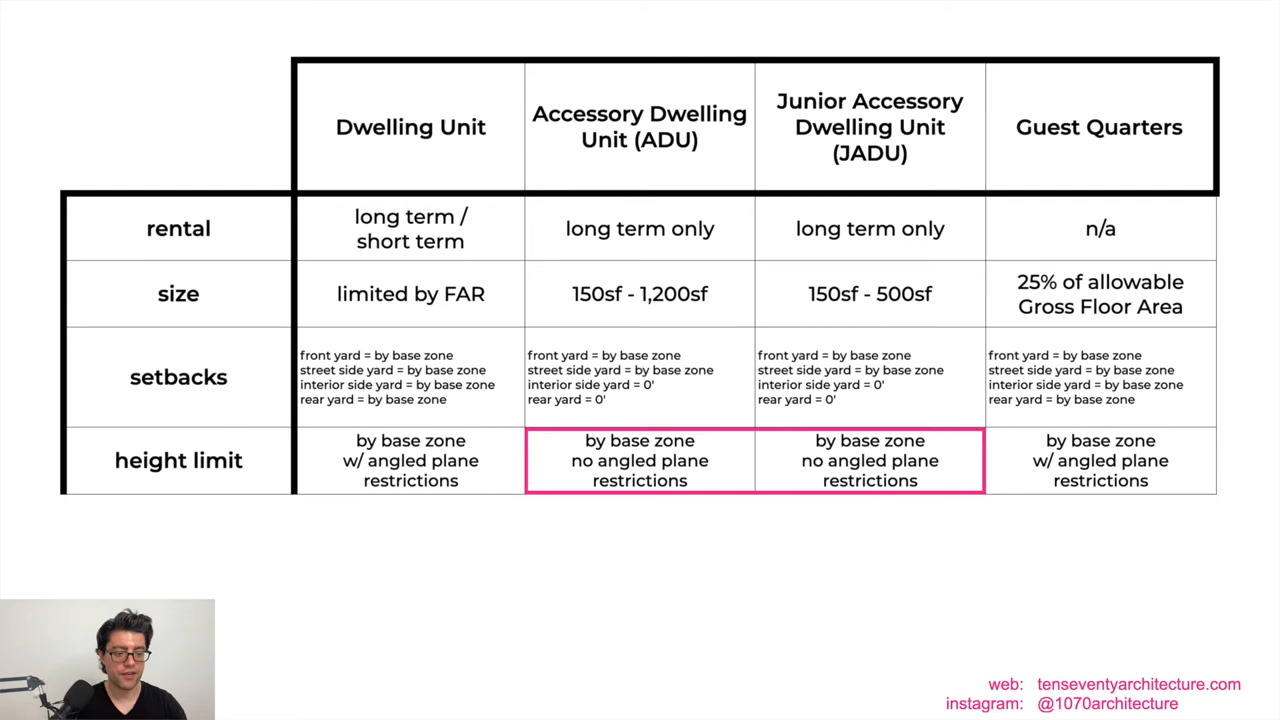 Dwelling Unit
Accessory Dwelling
Unit (ADU)
Junior Accessory
Dwelling Unit
(JADU)
Guest Quarters
rental
long term /
short term
long term only
long term only
n/a
size
limited by FAR
150sf - 1,200sf
150sf - 500sf
25% of allowable
Gross Floor Area
setbacks
front yard = by base zone
street side yard = by base zone
interior side yard = by base zone
rear yard = by base zone
front yard = by base zone
street side yard = by base zone
interior side yard = 0'
rear yard = 0'
front yard = by base zone
street side yard = by base zone
interior side yard = 0'
rear yard = 0'
front yard = by base zone
street side yard = by base zone
interior side yard = by base zone
rear yard = by base zone
height limit
by base zone
w/ angled plane
restrictions
by base zone
no angled plane
restrictions
by base zone
no angled plane
restrictions
by base zone
w/ angled plane
restrictions
web: tenseventyarchitecture.com
instagram: @1070architecture